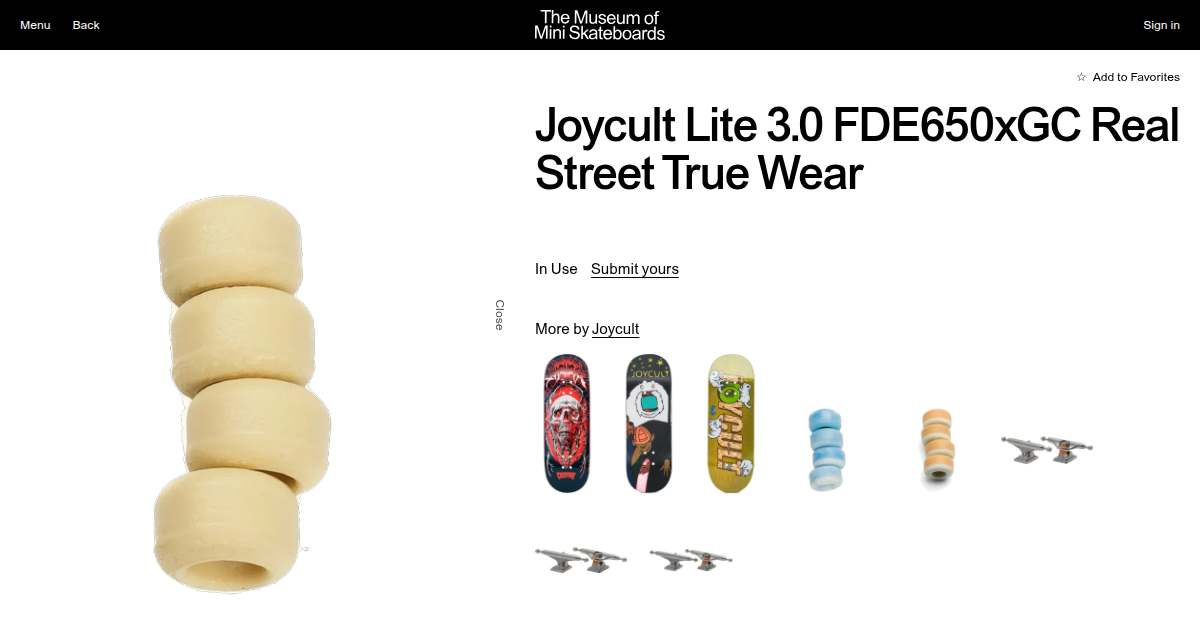 Menu
Back
The Museum of
Mini Skateboards
Sign in
☆ Add to Favorites
Joycult Lite 3.0 FDE650xGC Real
Street True Wear
Close
In Use
Submit yours
More by Joycult
JOYCULT